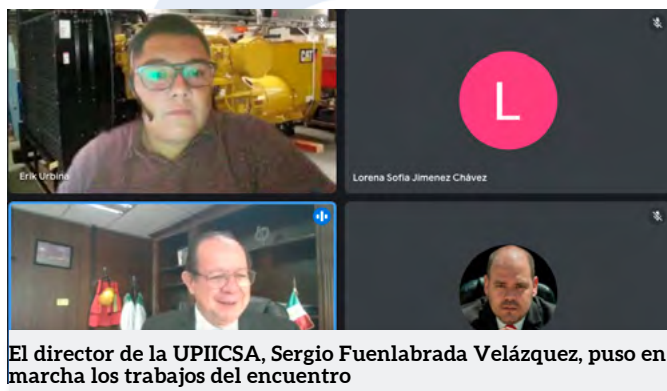 CAT
Erik Urbina
L
Lorena Sofia Jimenez Chávez
El director de la UPIICSA, Sergio Fuenlabrada Velázquez, puso en
marcha los trabajos del encuentro